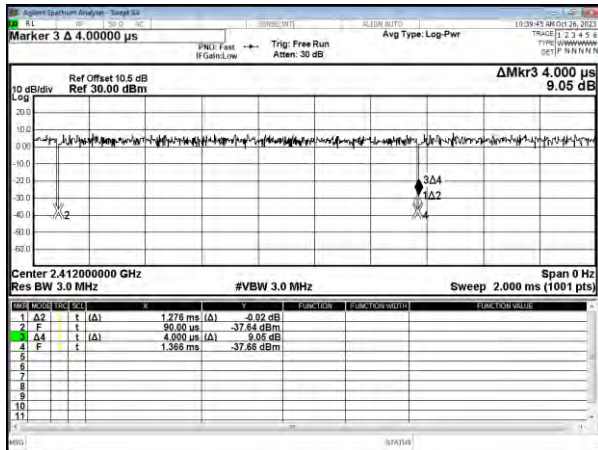 Agilent Spectrum Analyzer - Swept SA
RL RF 50 Ω AC SENSE:INT ALIGN AUTO 10:39:45 AM Oct 26, 2023
Marker 3 Δ 4.00000 μs
Avg Type: Log-Pwr
TRACE 1 2 3 4 5 6
PNO: Fast Trig: Free Run
TYPE WWWWWW
IFGain:Low Atten: 30 dB
DET P NNNNN
ΔMkr3 4.000 μs
Ref Offset 10.5 dB
10 dB/div Ref 30.00 dBm 9.05 dB
Log
20.0
10.0
0.00
-10.0
-20.0
3Δ4
-30.0
1Δ2
-40.0
2
4
-50.0
-60.0
Center 2.412000000 GHz Span 0 Hz
Res BW 3.0 MHz #VBW 3.0 MHz Sweep 2.000 ms (1001 pts)
MKR MODE TRC SCL X Y FUNCTION FUNCTION WIDTH FUNCTION VALUE
1 Δ2 t (Δ) 1.276 ms (Δ) -0.02 dB
2 F t 90.00 μs -37.64 dBm
3 Δ4 t (Δ) 4.000 μs (Δ) 9.05 dB
4 F t 1.366 ms -37.66 dBm
5
6
7
8
9
10
11
MSG STATUS